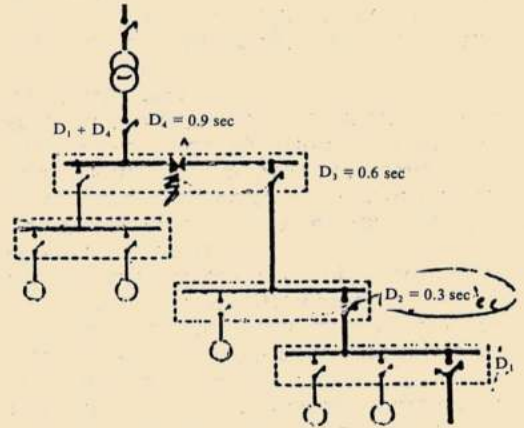 D₁ + D₄
D₄ = 0.9 sec
D₃ = 0.6 sec
D₂ = 0.3 sec
D₁